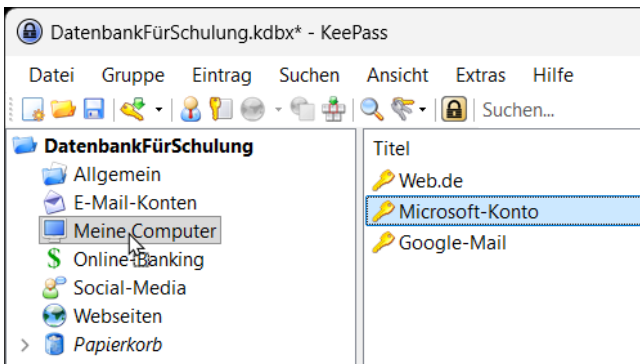 DatenbankFürSchulung.kdbx* - KeePass
Datei Gruppe Eintrag Suchen Ansicht Extras Hilfe
Suchen...
DatenbankFürSchulung
Allgemein
E-Mail-Konten
Meine Computer
Online-Banking
Social-Media
Webseiten
Papierkorb
Titel
Web.de
Microsoft-Konto
Google-Mail